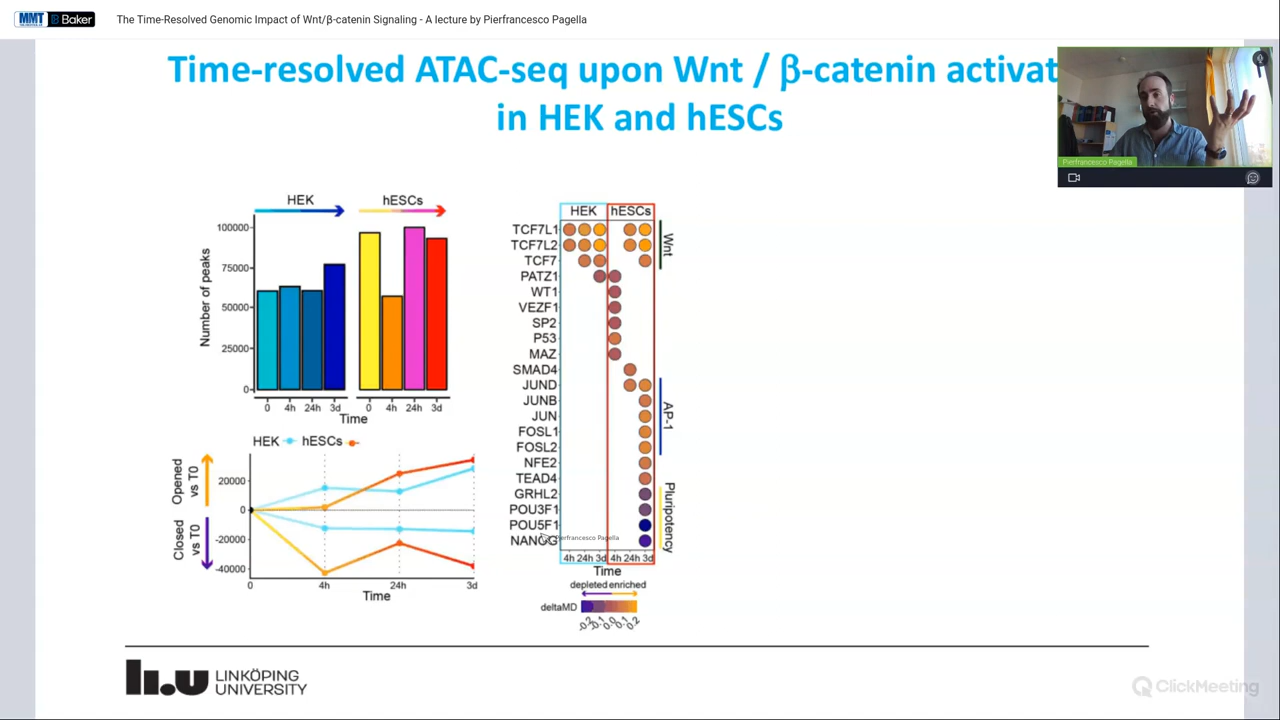 MMT Baker
The Time-Resolved Genomic Impact of Wnt/β-catenin Signaling - A lecture by Pierfrancesco Pagella
Time-resolved ATAC-seq upon Wnt / β-catenin activat
in HEK and hESCs
Pierfrancesco Pagella
HEK hESCs
Number of peaks
100000
75000
50000
25000
0
0 4h 24h 3d 0 4h 24h 3d
Time
HEK hESCs
Opened vs T0
Closed vs T0
20000
0
-20000
-40000
0 4h 24h 3d
Time
HEK hESCs
TCF7L1
TCF7L2
TCF7
PATZ1
WT1
VEZF1
SP2
P53
MAZ
SMAD4
JUND
JUNB
JUN
FOSL1
FOSL2
NFE2
TEAD4
GRHL2
POU3F1
POU5F1
NANOG
Pierfrancesco Pagella
Wnt
AP-1
Pluripotency
4h 24h 3d 4h 24h 3d
Time
depleted enriched
deltaMD
-0.2 -0.1 0.0 0.1 0.2
li.u LINKÖPING
UNIVERSITY
ClickMeeting